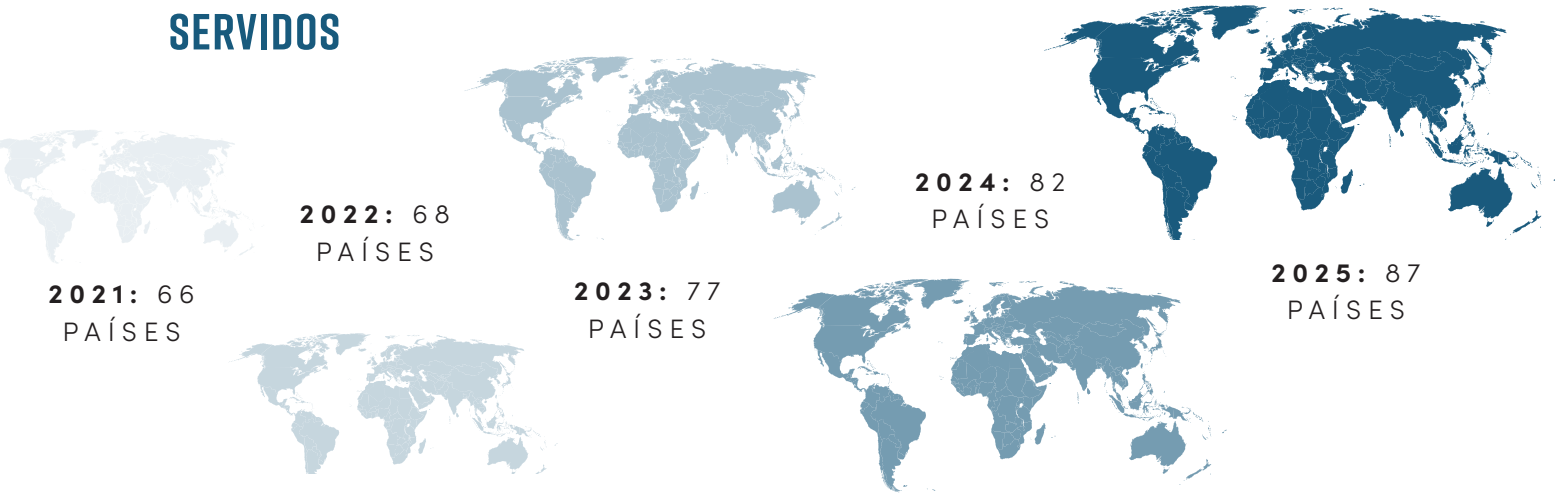 SERVIDOS
2021: 66
PAÍSES
2022: 68
PAÍSES
2023: 77
PAÍSES
2024: 82
PAÍSES
2025: 87
PAÍSES